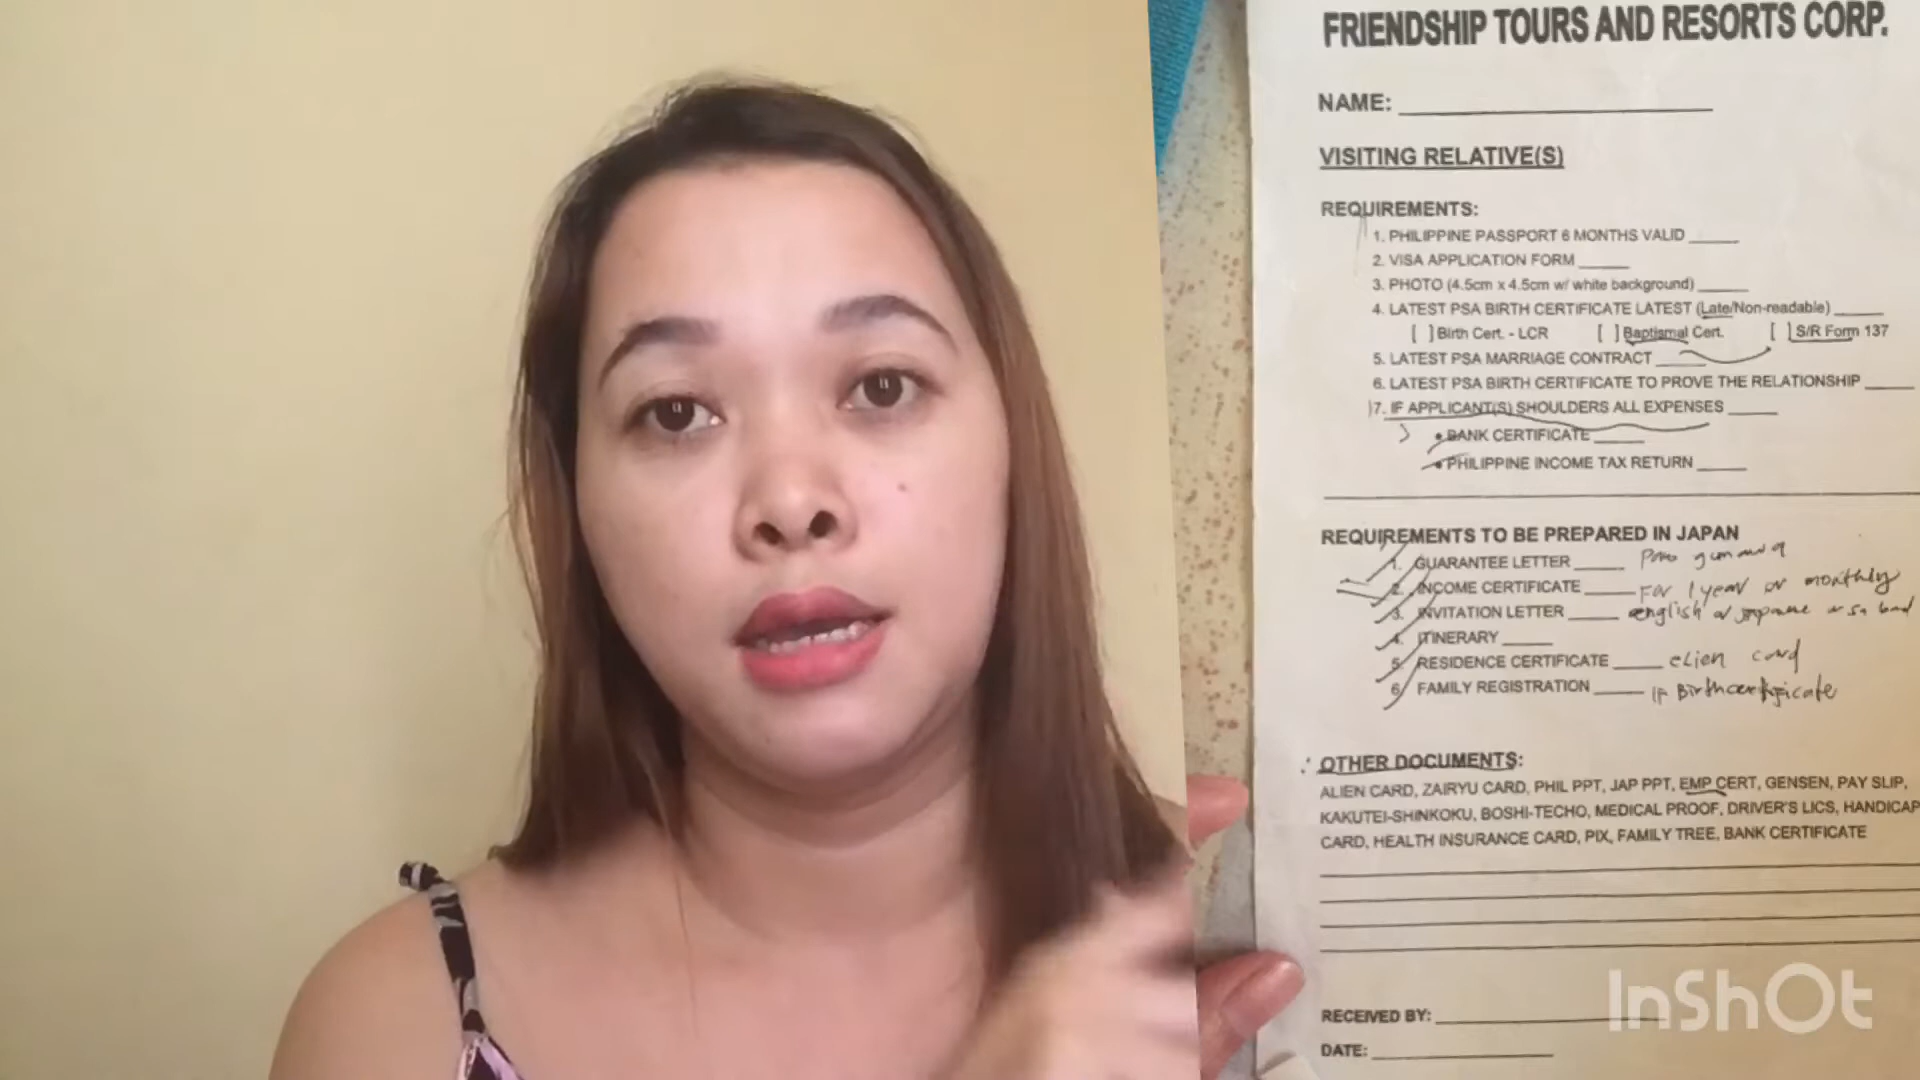 FRIENDSHIP TOURS AND RESORTS CORP.
NAME:
VISITING RELATIVE(S)
REQUIREMENTS:
1. PHILIPPINE PASSPORT 6 MONTHS VALID
2. VISA APPLICATION FORM
3. PHOTO (4.5cm x 4.5cm w/ white background)
4. LATEST PSA BIRTH CERTIFICATE LATEST (Late/Non-readable)
[ ] Birth Cert. - LCR [ ] Baptismal Cert. [ ] S/R Form 137
5. LATEST PSA MARRIAGE CONTRACT
6. LATEST PSA BIRTH CERTIFICATE TO PROVE THE RELATIONSHIP
7. IF APPLICANT(S) SHOULDERS ALL EXPENSES
• BANK CERTIFICATE
• PHILIPPINE INCOME TAX RETURN
REQUIREMENTS TO BE PREPARED IN JAPAN
1. GUARANTEE LETTER
2. INCOME CERTIFICATE For 1 year or monthly
3. INVITATION LETTER english or japanese
4. ITINERARY
5. RESIDENCE CERTIFICATE elien card
6. FAMILY REGISTRATION IF Birthcertificate
OTHER DOCUMENTS:
ALIEN CARD, ZAIRYU CARD, PHIL PPT, JAP PPT, EMP CERT, GENSEN, PAY SLIP,
KAKUTEI-SHINKOKU, BOSHI-TECHO, MEDICAL PROOF, DRIVER'S LICS, HANDICAP
CARD, HEALTH INSURANCE CARD, PIX, FAMILY TREE, BANK CERTIFICATE
RECEIVED BY:
DATE:
InShOt